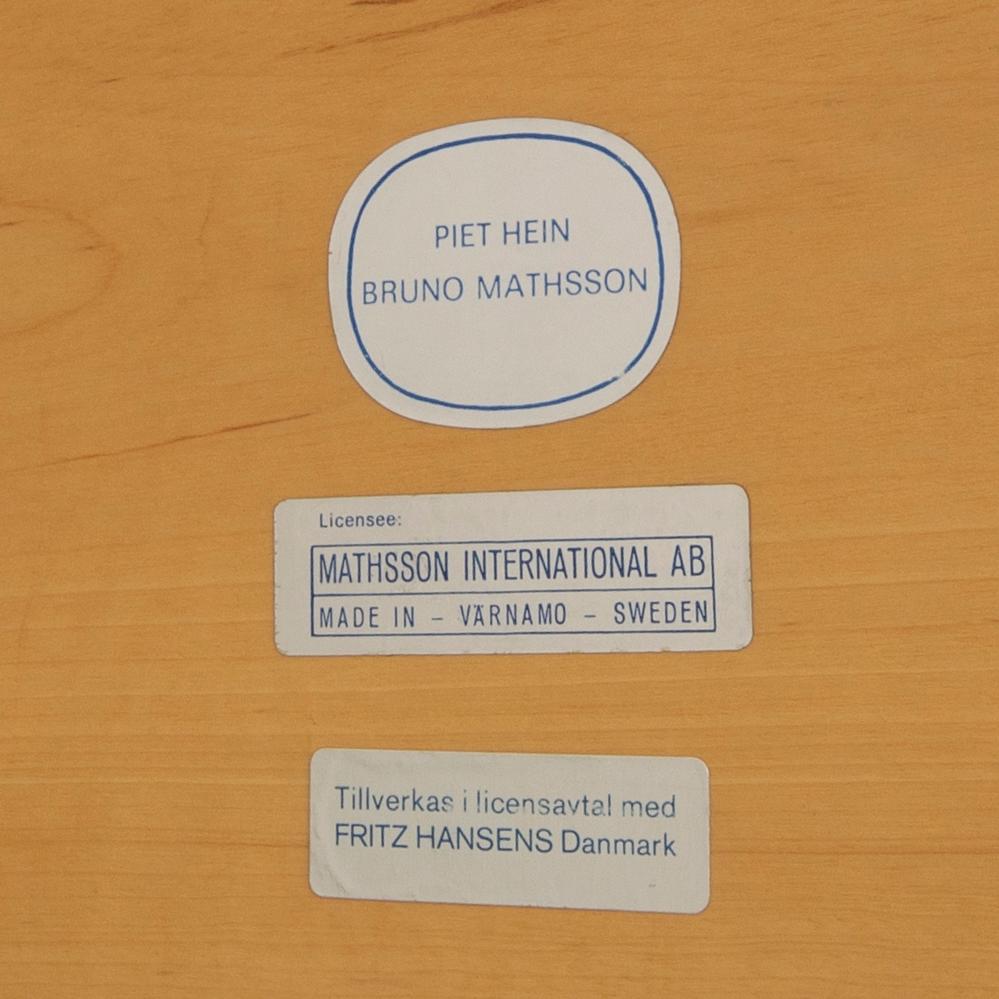 PIET HEIN
BRUNO MATHSSON
Licensee:
MATHSSON INTERNATIONAL AB
MADE IN – VÄRNAMO – SWEDEN
Tillverkas i licensavtal med
FRITZ HANSENS Danmark